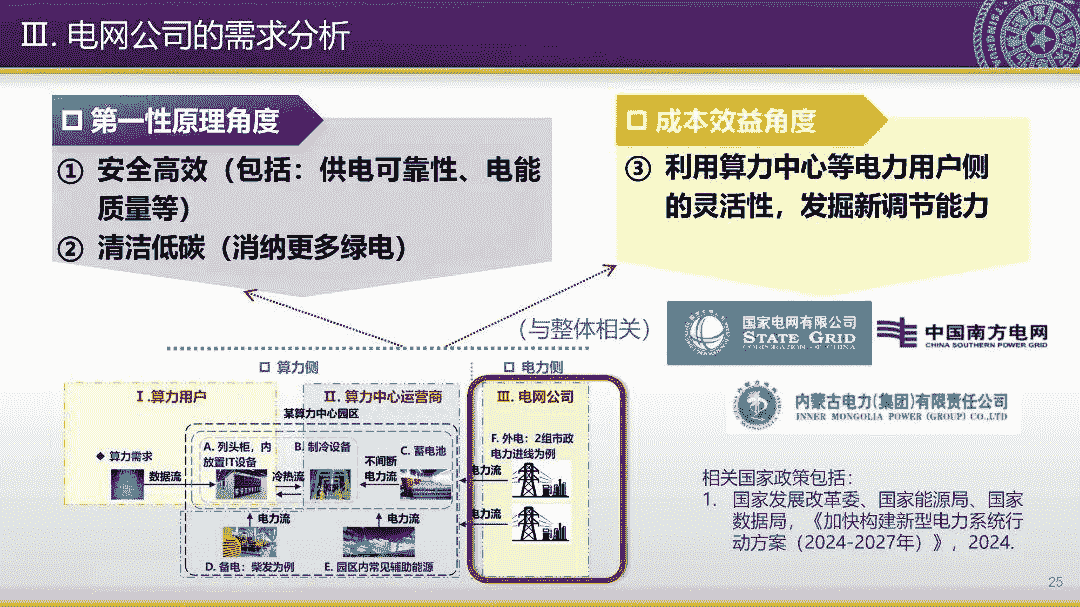 III. 电网公司的需求分析
第一性原理角度
① 安全高效（包括：供电可靠性、电能
质量等）
② 清洁低碳（消纳更多绿电）
成本效益角度
③ 利用算力中心等电力用户侧
的灵活性，发掘新调节能力
（与整体相关）
国家电网有限公司
STATE GRID
中国南方电网
CHINA SOUTHERN POWER GRID
内蒙古电力(集团)有限责任公司
INNER MONGOLIA POWER (GROUP) CO.,LTD
算力侧
电力侧
I.算力用户
II. 算力中心运营商
III. 电网公司
某算力中心园区
◆ 算力需求
数据流
A. 列头柜，内
放置IT设备
冷热流
B. 制冷设备
不间断
电力流
C. 蓄电池
电力流
电力流
D. 备电：柴发为例
E. 园区内常见辅助能源
F. 外电：2组市政
电力进线为例
电力流
电力流
相关国家政策包括：
1. 国家发展改革委、国家能源局、国家
数据局，《加快构建新型电力系统行
动方案（2024-2027年）》，2024.
25